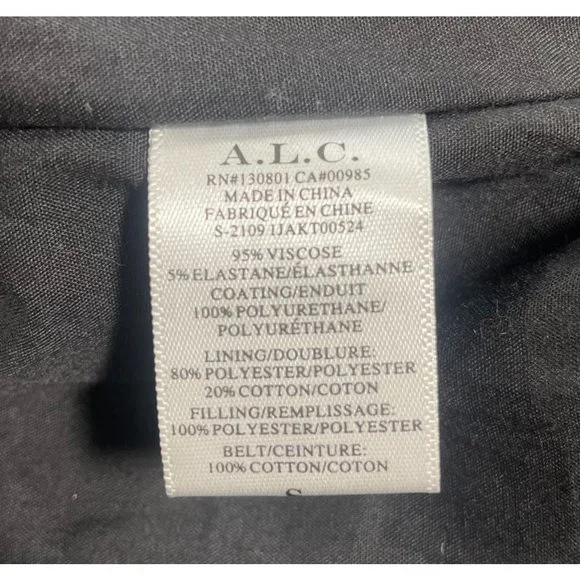 A.L.C.
RN#130801 CA#00985
MADE IN CHINA
FABRIQUÉ EN CHINE
S-2109 1JAKT00524
95% VISCOSE
5% ELASTANE/ÉLASTHANNE
COATING/ENDUIT
100% POLYURETHANE/
POLYURÉTHANE
LINING/DOUBLURE:
80% POLYESTER/POLYESTER
20% COTTON/COTON
FILLING/REMPLISSAGE:
100% POLYESTER/POLYESTER
BELT/CEINTURE:
100% COTTON/COTON